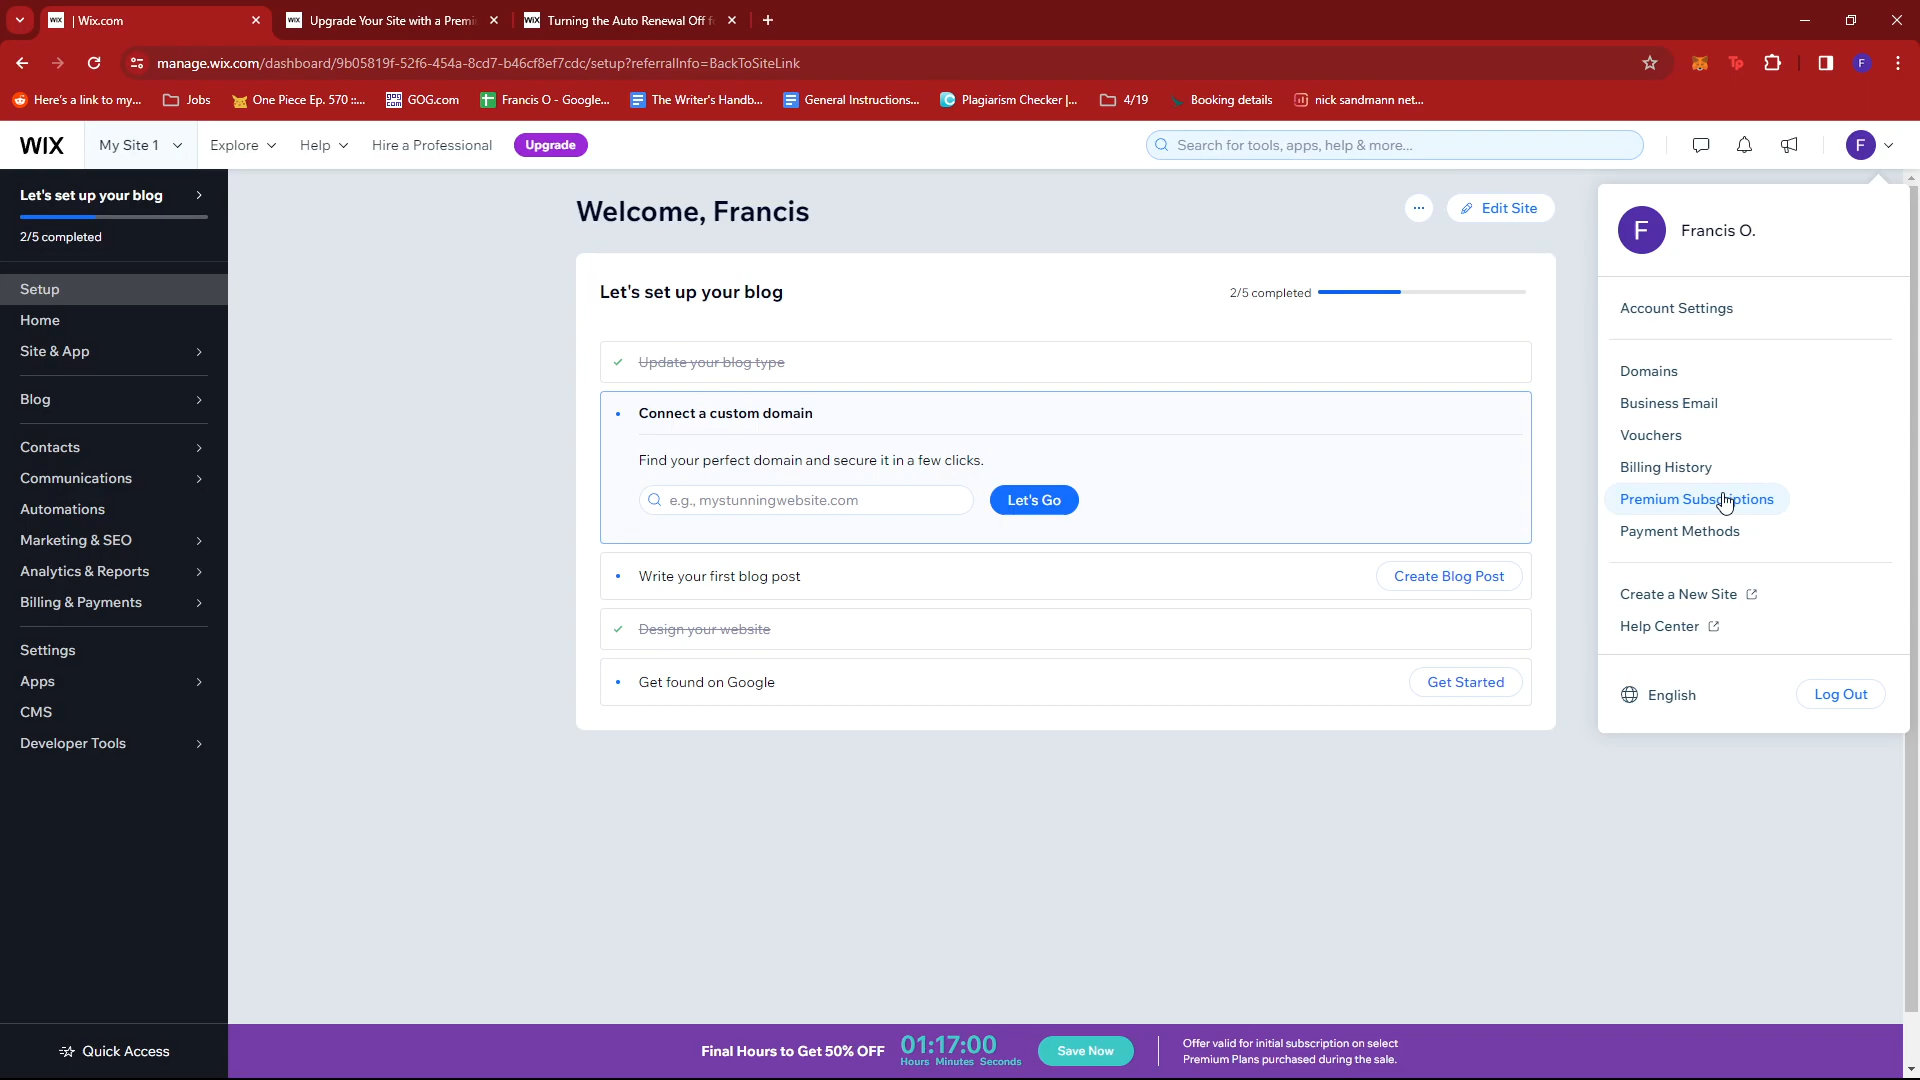 WIX | Wix.com
WIX Upgrade Your Site with a Premi
WIX Turning the Auto Renewal Off f
manage.wix.com/dashboard/9b05819f-52f6-454a-8cd7-b46cf8ef7cdc/setup?referralInfo=BackToSiteLink
Tp
F
Here's a link to my...
Jobs
One Piece Ep. 570 ::...
GOG.com
Francis O - Google...
The Writer's Handb...
General Instructions...
Plagiarism Checker |...
4/19
Booking details
nick sandmann net...
WIX
My Site 1
Explore
Help
Hire a Professional
Upgrade
Search for tools, apps, help & more...
F
Let's set up your blog
2/5 completed
Setup
Home
Site & App
Blog
Contacts
Communications
Automations
Marketing & SEO
Analytics & Reports
Billing & Payments
Settings
Apps
CMS
Developer Tools
Quick Access
Welcome, Francis
... Edit Site
Let's set up your blog
2/5 completed
Update your blog type
Connect a custom domain
Find your perfect domain and secure it in a few clicks.
e.g., mystunningwebsite.com
Let's Go
Write your first blog post
Create Blog Post
Design your website
Get found on Google
Get Started
F Francis O.
Account Settings
Domains
Business Email
Vouchers
Billing History
Premium Subscriptions
Payment Methods
Create a New Site
Help Center
English
Log Out
Final Hours to Get 50% OFF
01:17:00
Hours Minutes Seconds
Save Now
Offer valid for initial subscription on select
Premium Plans purchased during the sale.